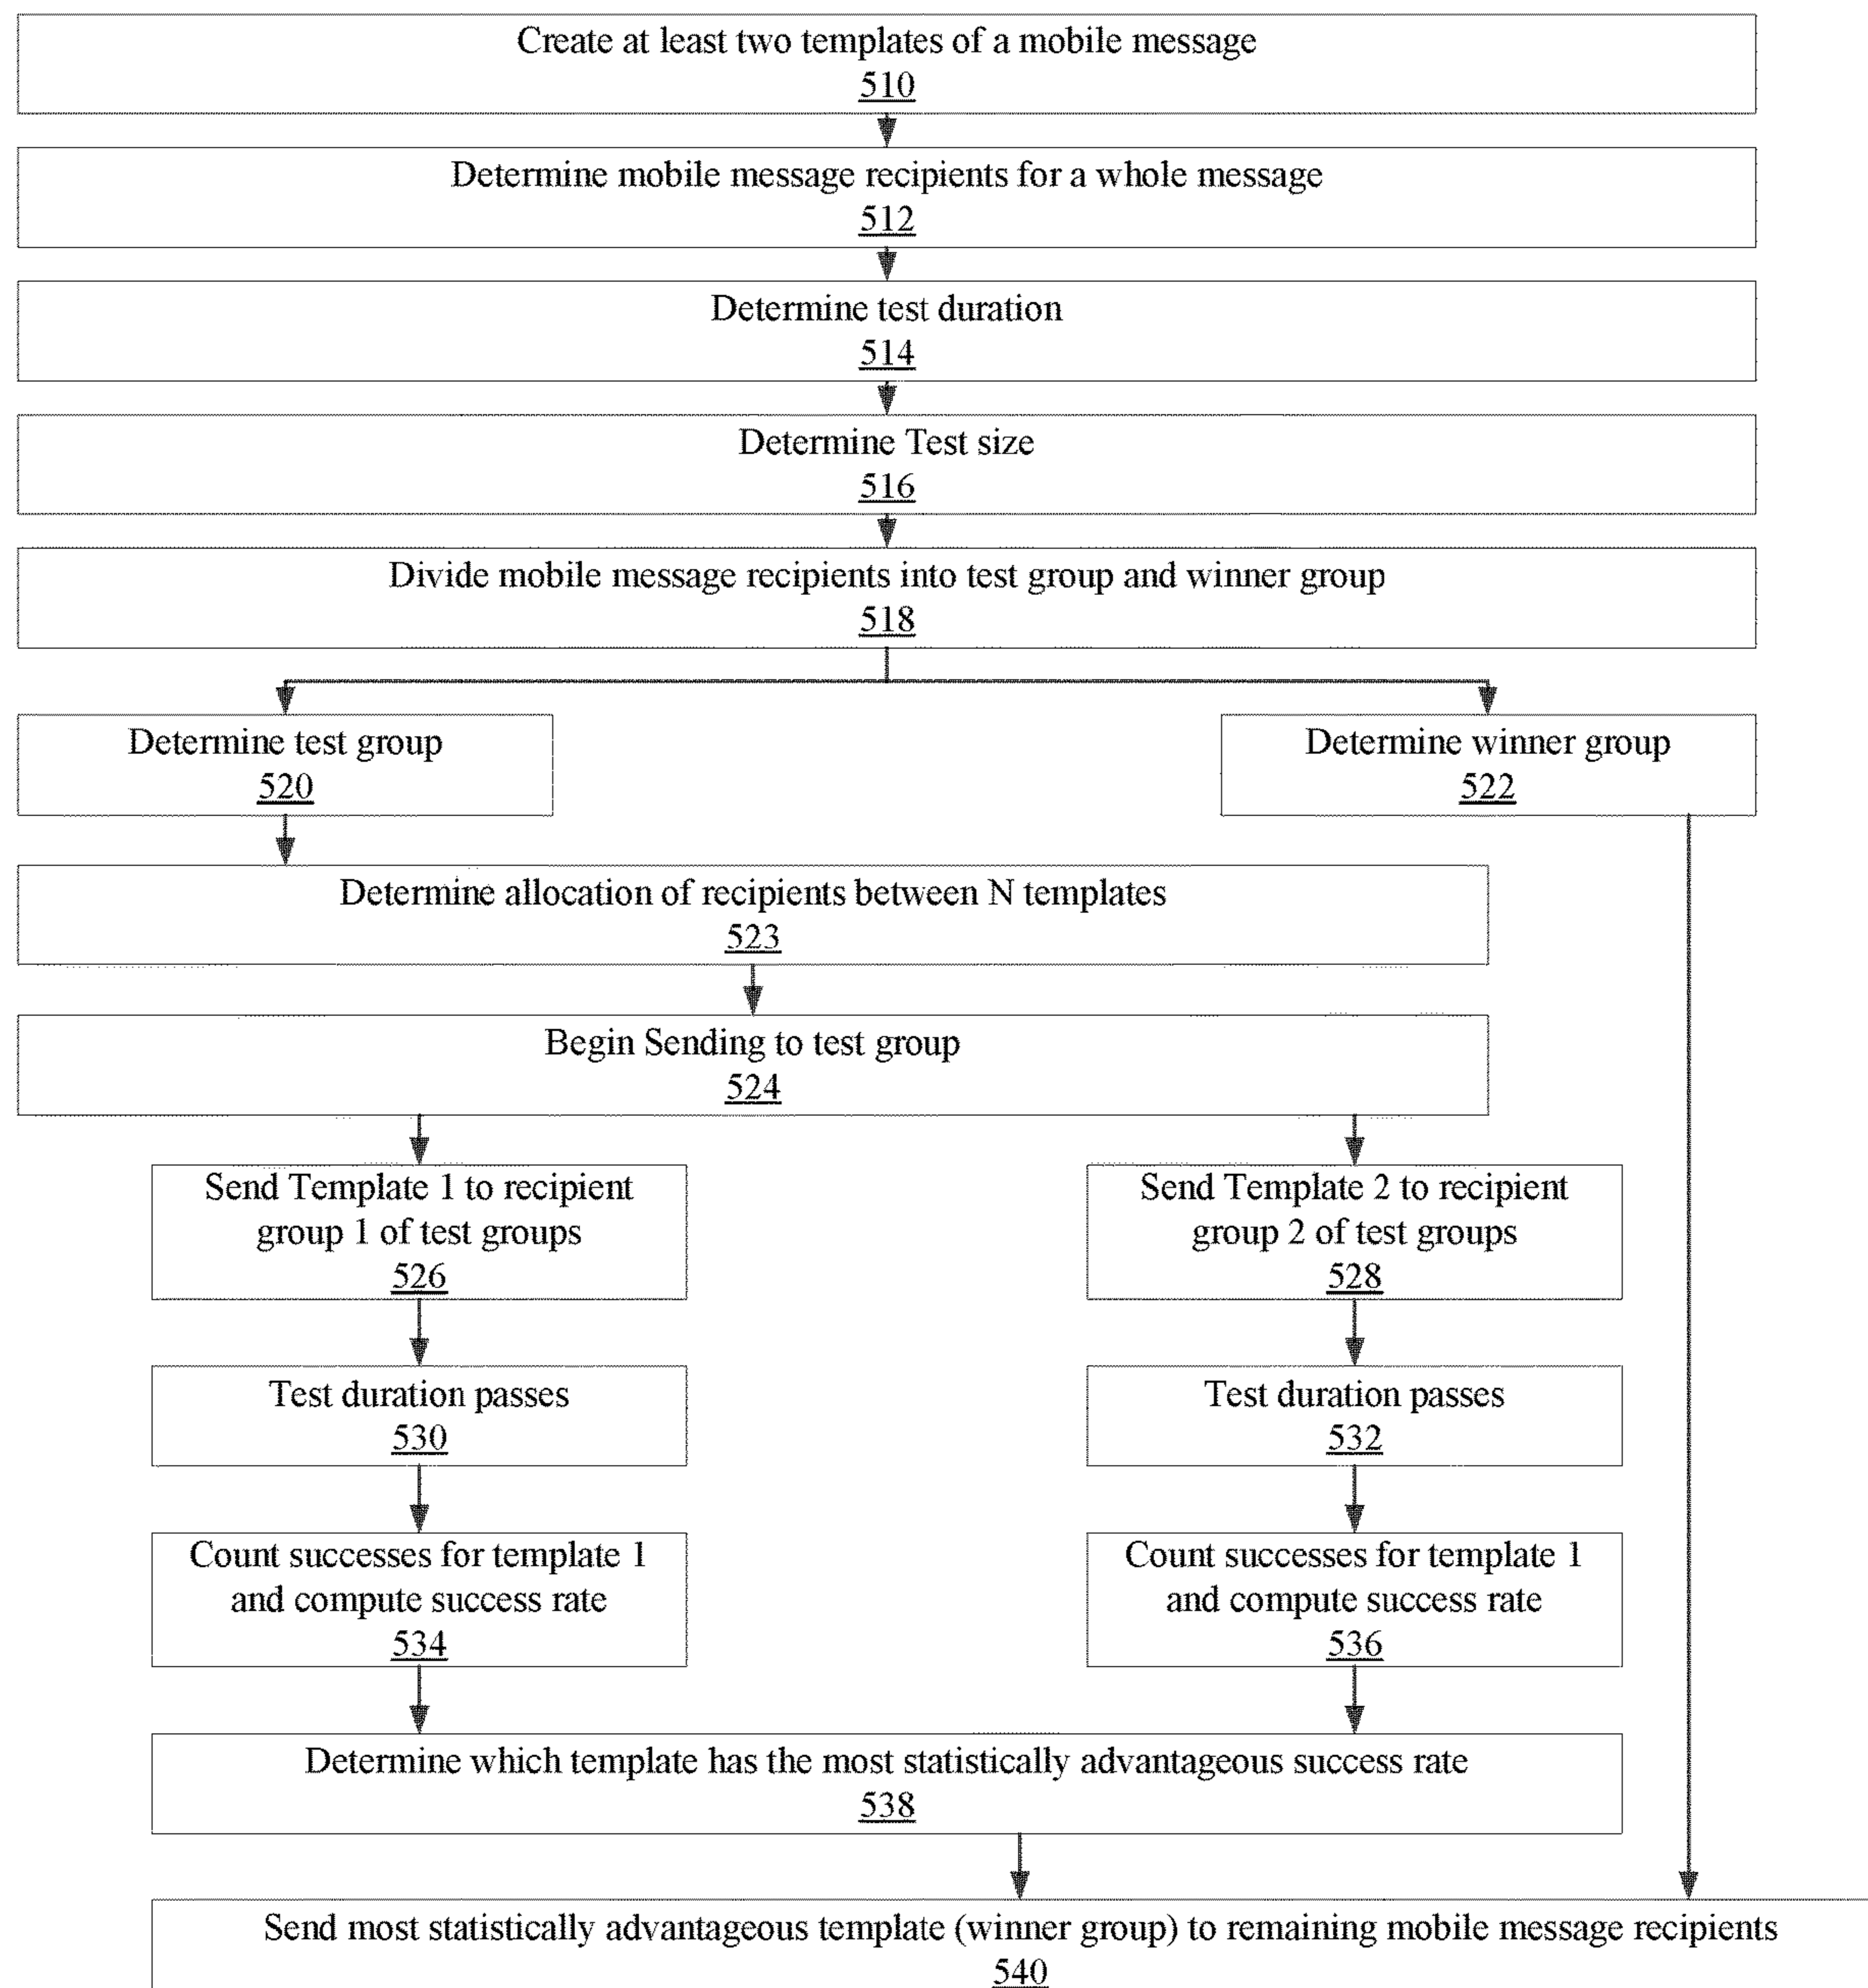 Create at least two templates of a mobile message
510
Determine mobile message recipients for a whole message
512
Determine test duration
514
Determine Test size
516
Divide mobile message recipients into test group and winner group
518
Determine test group
520
Determine winner group
522
Determine allocation of recipients between N templates
523
Begin Sending to test group
524
Send Template 1 to recipient
group 1 of test groups
526
Send Template 2 to recipient
group 2 of test groups
528
Test duration passes
530
Test duration passes
532
Count successes for template 1
and compute success rate
534
Count successes for template 1
and compute success rate
536
Determine which template has the most statistically advantageous success rate
538
Send most statistically advantageous template (winner group) to remaining mobile message recipients
540